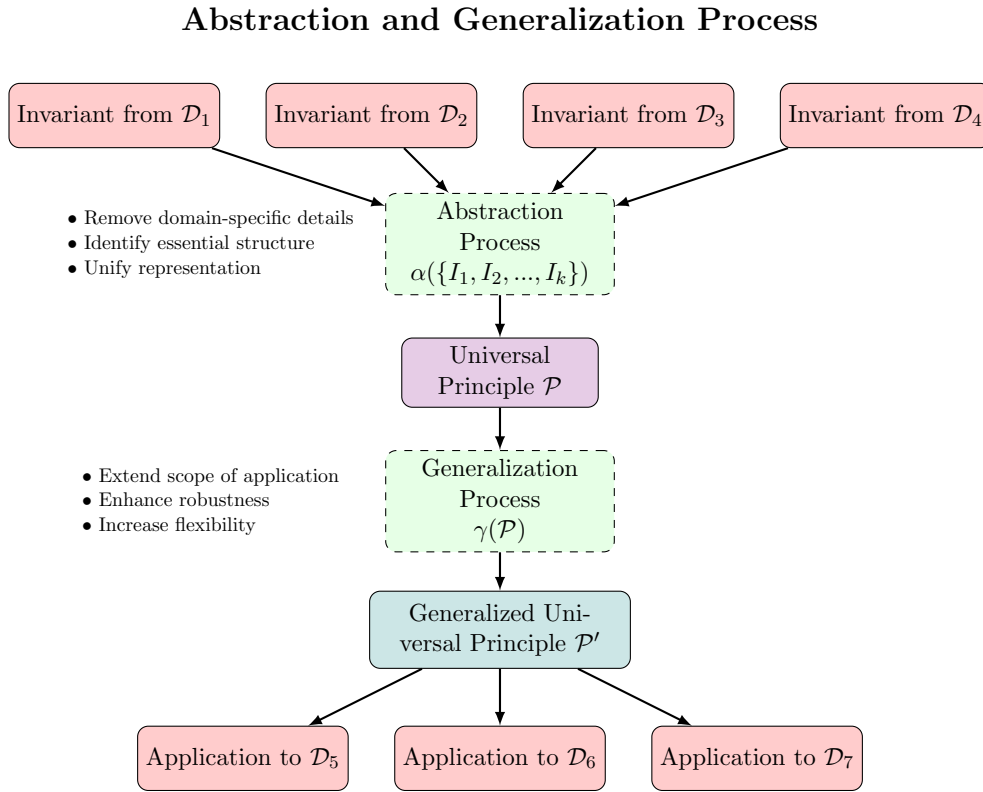 Abstraction and Generalization Process
Invariant from 𝒟₁
Invariant from 𝒟₂
Invariant from 𝒟₃
Invariant from 𝒟₄
• Remove domain-specific details
• Identify essential structure
• Unify representation
Abstraction
Process
α({I₁, I₂, ..., Iₖ})
Universal
Principle 𝒫
• Extend scope of application
• Enhance robustness
• Increase flexibility
Generalization
Process
γ(𝒫)
Generalized Uni-
versal Principle 𝒫′
Application to 𝒟₅
Application to 𝒟₆
Application to 𝒟₇